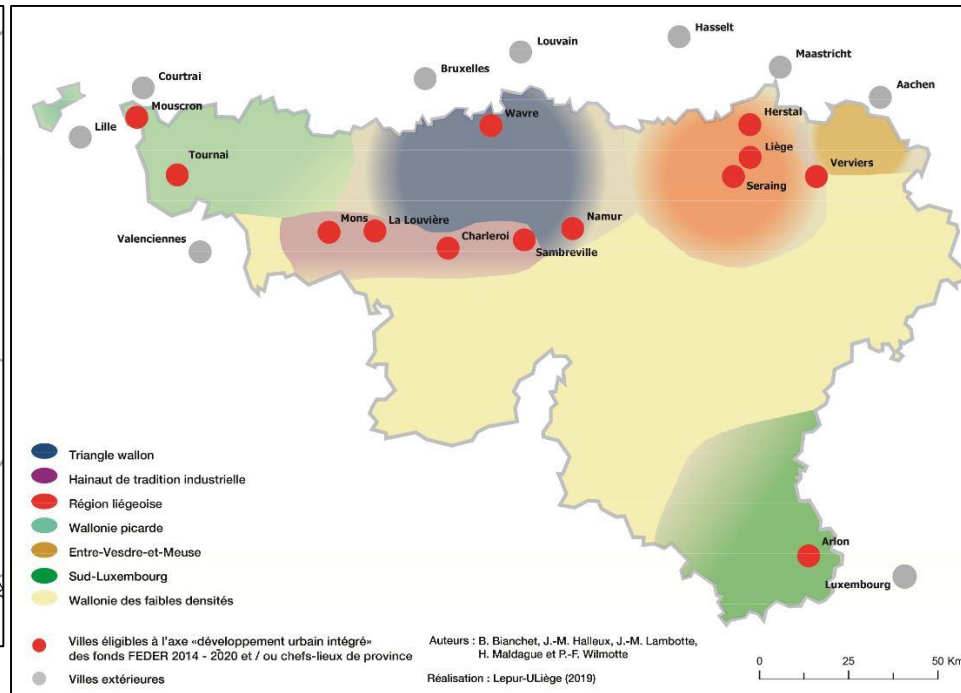 Hasselt
Louvain
Maastricht
Bruxelles
Courtrai
Aachen
Mouscron
Herstal
Wavre
Lille
Liège
Tournai
Verviers
Seraing
Namur
Mons
La Louvière
Charleroi
Sambreville
Valenciennes
Triangle wallon
Hainaut de tradition industrielle
Région liégeoise
Wallonie picarde
Entre-Vesdre-et-Meuse
Sud-Luxembourg
Wallonie des faibles densités
Arlon
Luxembourg
Villes éligibles à l'axe «développement urbain intégré»
des fonds FEDER 2014 - 2020 et / ou chefs-lieux de province
Villes extérieures
Auteurs : B. Bianchet, J.-M. Halleux, J.-M. Lambotte,
H. Maldague et P.-F. Wilmotte
Réalisation : Lepur-ULiège (2019)
0 25 50 Km